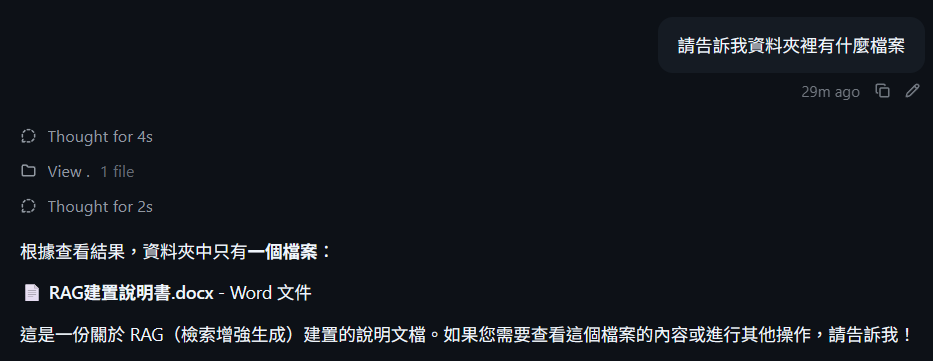 請告訴我資料夾裡有什麼檔案
29m ago
Thought for 4s
View . 1 file
Thought for 2s
根據查看結果，資料夾中只有一個檔案：
RAG建置說明書.docx - Word 文件
這是一份關於 RAG（檢索增強生成）建置的說明文檔。如果您需要查看這個檔案的內容或進行其他操作，請告訴我！